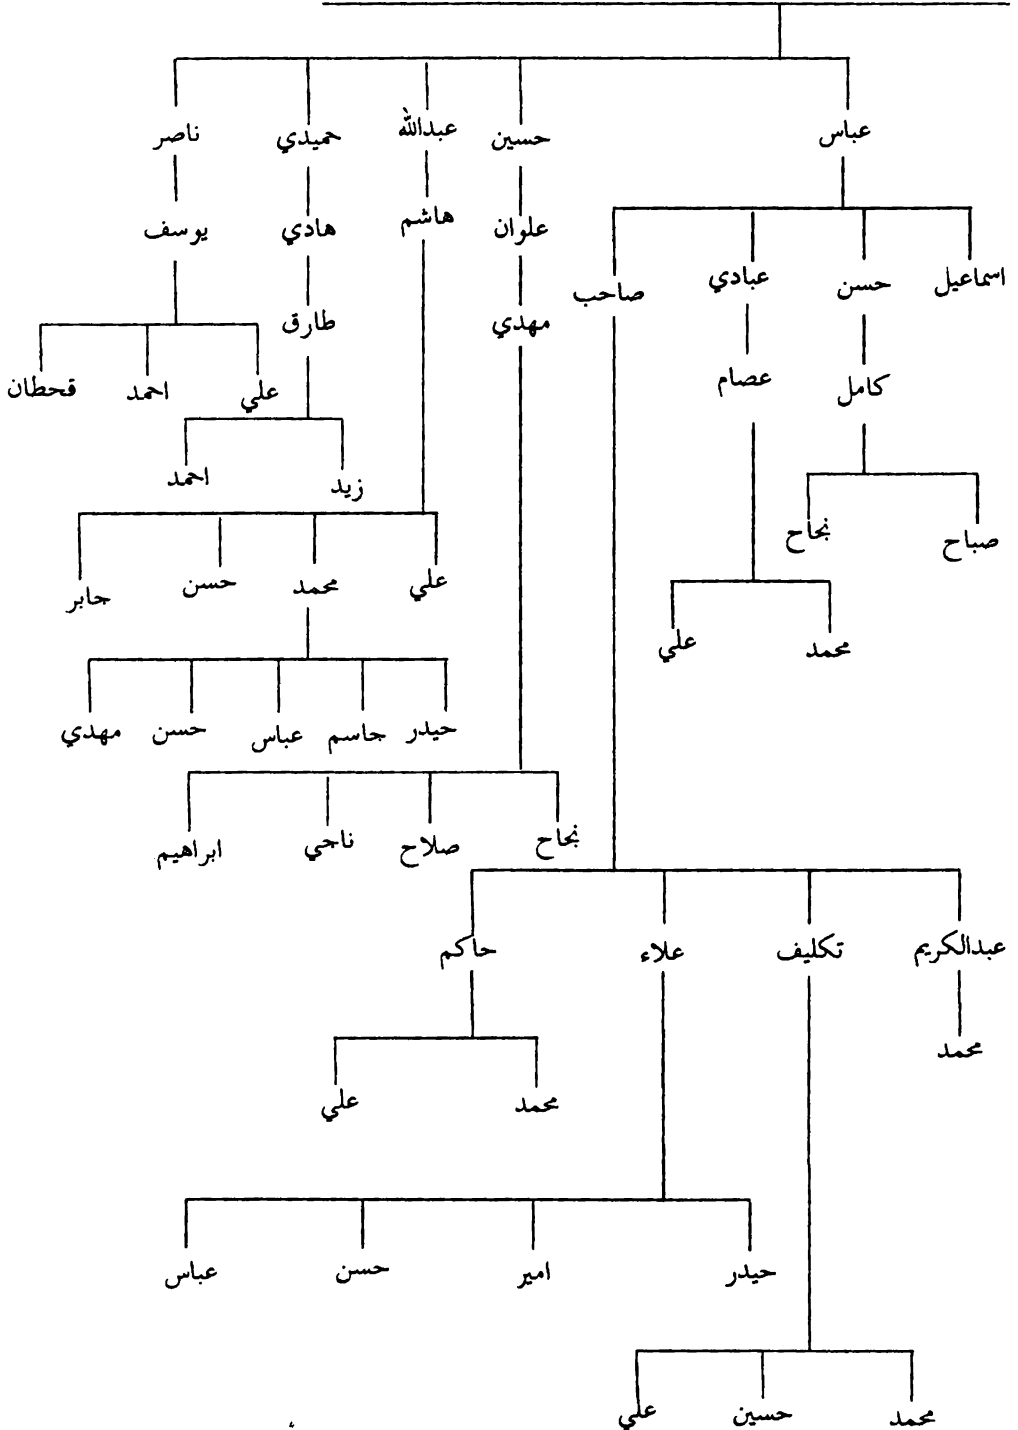 عباس حسين عبدالله حميدي ناصر
اسماعيل حسن عبادي صاحب علوان هاشم هادي يوسف
كامل عصام مهدي طارق
علي احمد قحطان
زيد احمد
صباح نجاح
علي محمد حسن جابر
محمد علي
حيدر جاسم عباس حسن مهدي
نجاح صلاح ناجي ابراهيم
عبدالكريم تكليف علاء حاكم
محمد
محمد علي
حيدر امير حسن عباس
محمد حسين علي